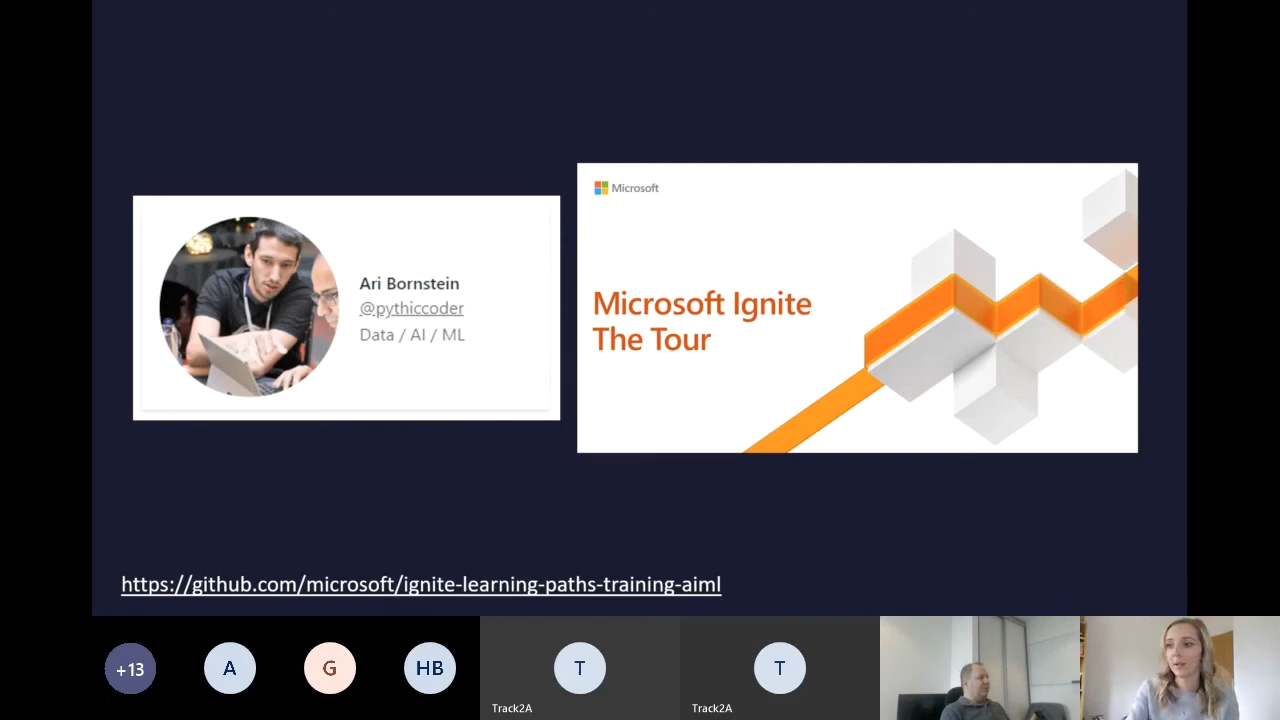 Microsoft
Ari Bornstein
@pythiccoder
Data / AI / ML
Microsoft Ignite
The Tour
https://github.com/microsoft/ignite-learning-paths-training-aiml
+13
A
G
HB
T
T
Track2A
Track2A